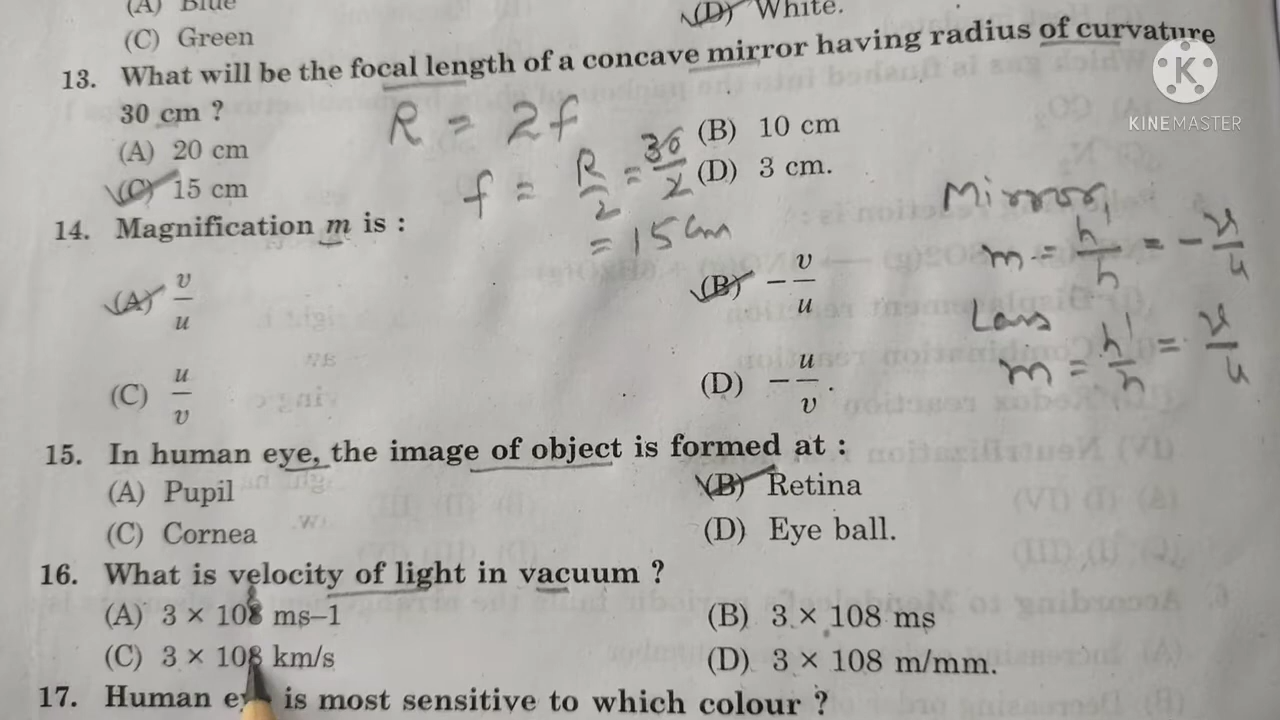 (A) Blue
(D) White.
(C) Green
13. What will be the focal length of a concave mirror having radius of curvature
30 cm ?
R = 2f
(A) 20 cm
(B) 10 cm
f = R/2 = 30/2
(C) 15 cm
(D) 3 cm.
= 15 cm
Mirror,
m = h'/h = - v/u
14. Magnification m is :
(A) v/u
(B) - v/u
Lans
m = h'/h = v/u
(C) u/v
(D) - u/v .
15. In human eye, the image of object is formed at :
(A) Pupil
(B) Retina
(C) Cornea
(D) Eye ball.
16. What is velocity of light in vacuum ?
(A) 3 × 108 ms–1
(B) 3 × 108 ms
(C) 3 × 108 km/s
(D) 3 × 108 m/mm.
17. Human is most sensitive to which colour ?
K
KINEMASTER